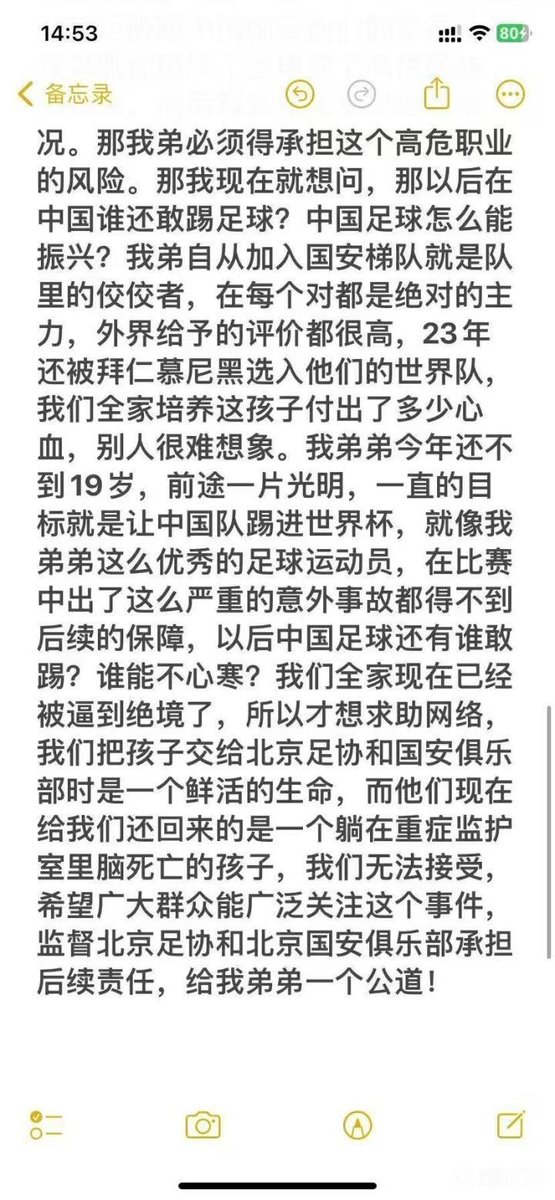 14:53
80
备忘录
况。那我弟必须得承担这个高危职业
的风险。那我现在就想问，那以后在
中国谁还敢踢足球？中国足球怎么能
振兴？我弟自从加入国安梯队就是队
里的佼佼者，在每个对都是绝对的主
力，外界给予的评价都很高，23年
还被拜仁慕尼黑选入他们的世界队，
我们全家培养这孩子付出了多少心
血，别人很难想象。我弟弟今年还不
到19岁，前途一片光明，一直的目
标就是让中国队踢进世界杯，就像我
弟弟这么优秀的足球运动员，在比赛
中出了这么严重的意外事故都得不到
后续的保障，以后中国足球还有谁敢
踢？谁能不心寒？我们全家现在已经
被逼到绝境了，所以才想求助网络，
我们把孩子交给北京足协和国安俱乐
部时是一个鲜活的生命，而他们现在
给我们还回来的是一个躺在重症监护
室里脑死亡的孩子，我们无法接受，
希望广大群众能广泛关注这个事件，
监督北京足协和北京国安俱乐部承担
后续责任，给我弟弟一个公道！